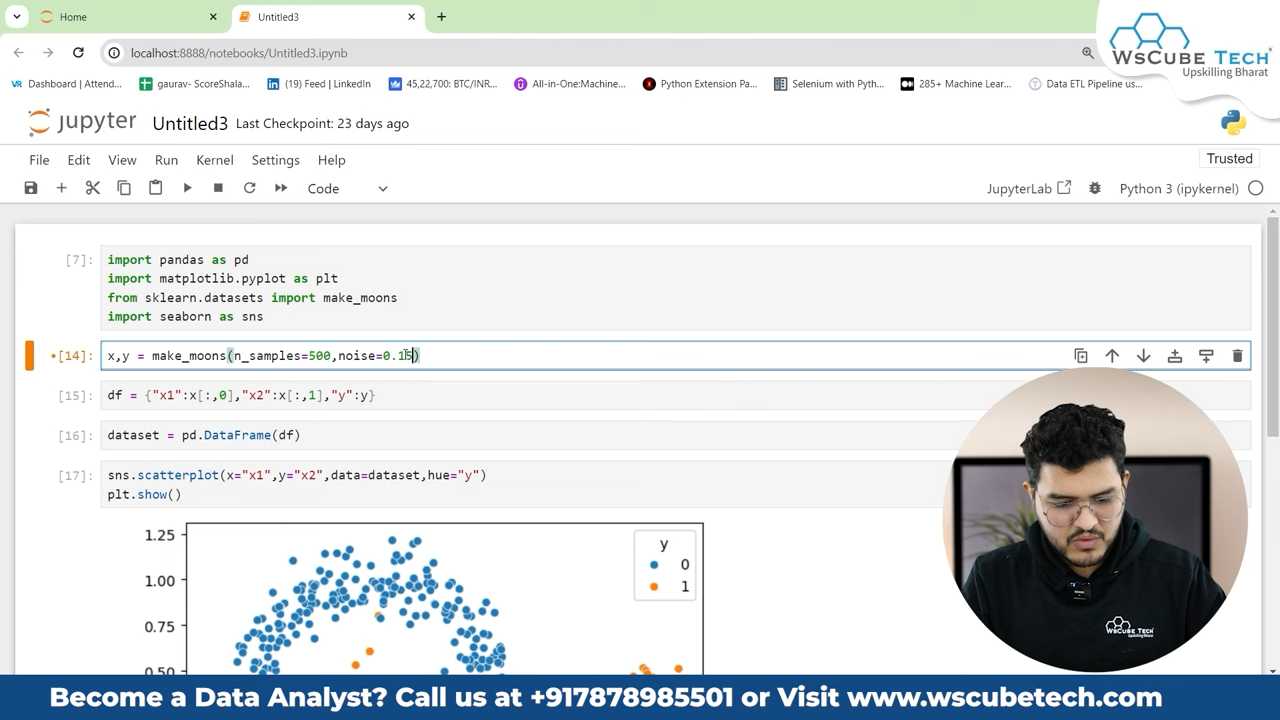 Home
Untitled3
localhost:8888/notebooks/Untitled3.ipynb
WSCUBE TECH
Upskilling Bharat
Dashboard | Attend...
gaurav- ScoreShala...
(19) Feed | LinkedIn
45,22,700: BTC/INR...
All-in-One:Machine...
Python Extension Pa...
Selenium with Pyth...
285+ Machine Lear...
Data ETL Pipeline us...
jupyter Untitled3 Last Checkpoint: 23 days ago
File Edit View Run Kernel Settings Help
Trusted
Code
JupyterLab
Python 3 (ipykernel)
[7]: import pandas as pd
import matplotlib.pyplot as plt
from sklearn.datasets import make_moons
import seaborn as sns
[14]: x,y = make_moons(n_samples=500,noise=0.15)
[15]: df = {"x1":x[:,0],"x2":x[:,1],"y":y}
[16]: dataset = pd.DataFrame(df)
[17]: sns.scatterplot(x="x1",y="x2",data=dataset,hue="y")
plt.show()
1.25
1.00
0.75
0.50
y
0
1
WSCUBE TECH
Become a Data Analyst? Call us at +917878985501 or Visit www.wscubetech.com